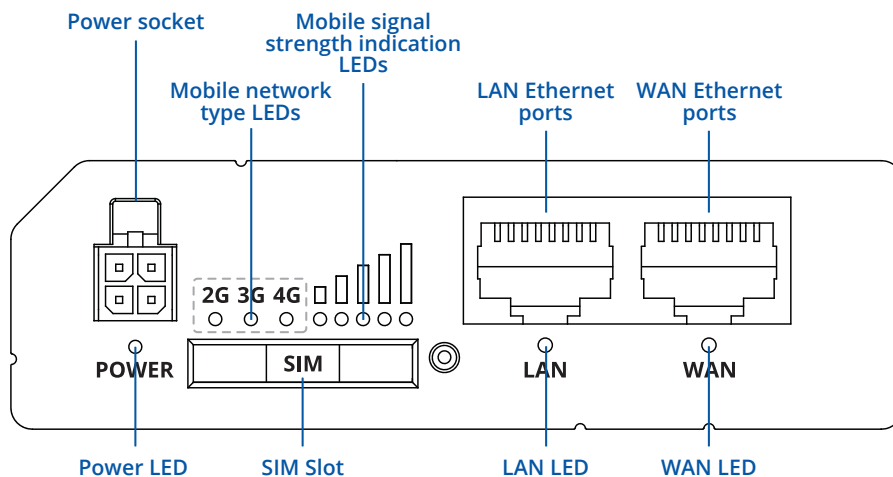 Power socket
Mobile signal
strength indication
LEDs
Mobile network
type LEDs
LAN Ethernet
ports
WAN Ethernet
ports
2G 3G 4G
POWER
SIM
LAN
WAN
Power LED
SIM Slot
LAN LED
WAN LED